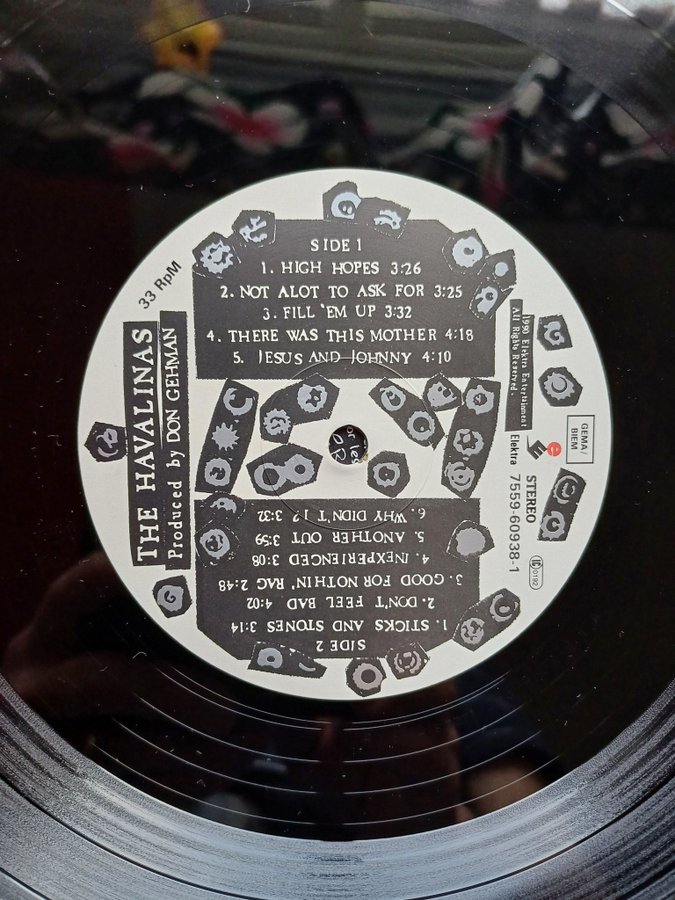 33 RPM
THE HAVALINAS
Produced by DON GEHMAN
SIDE 1
1. HIGH HOPES 3:26
2. NOT ALOT TO ASK FOR 3:25
3. FILL 'EM UP 3:32
4. THERE WAS THIS MOTHER 4:18
5. JESUS AND JOHNNY 4:10
1990 Elektra Entertainment
All Rights Reserved.
Elektra
GEMA/
BIEM
STEREO
7559-60938-1
LC 0192
SIDE 2
1. STICKS AND STONES 3:14
2. DON'T FEEL BAD 4:02
3. GOOD FOR NOTHIN' RAG 2:48
4. INEXPERIENCED 3:08
5. ANOTHER OUT 3:59
6. WHY DIDN'T I? 3:32